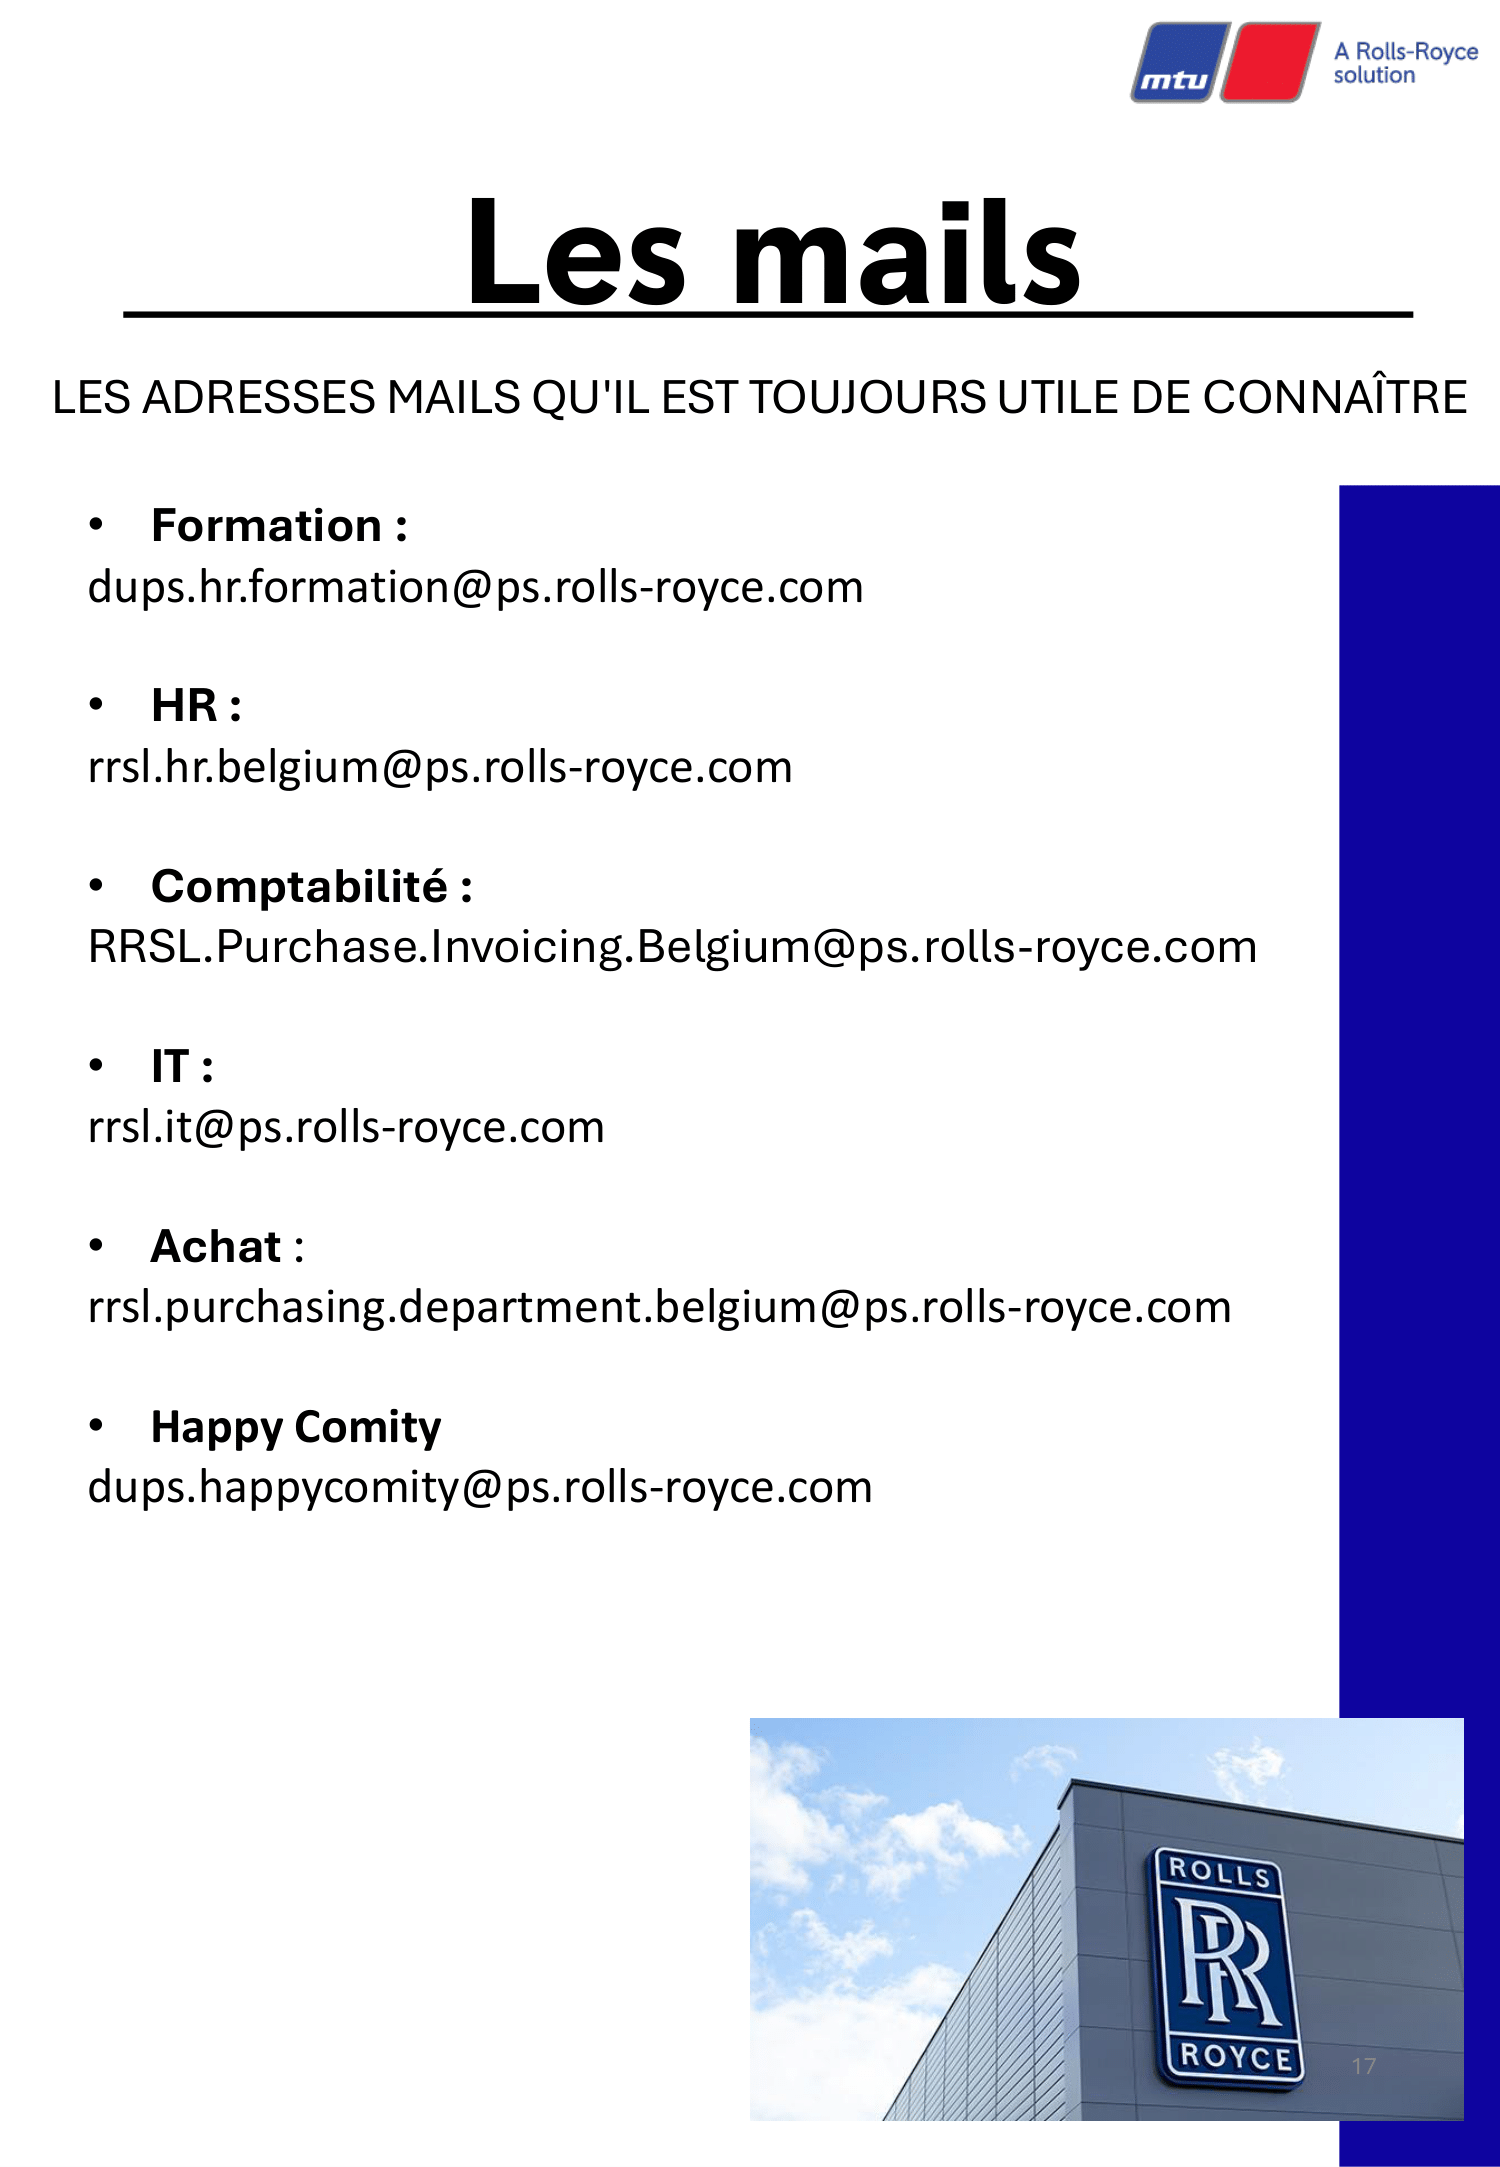 mtu
A Rolls-Royce
solution
Les mails
LES ADRESSES MAILS QU'IL EST TOUJOURS UTILE DE CONNAÎTRE
• Formation :
dups.hr.formation@ps.rolls-royce.com
• HR :
rrsl.hr.belgium@ps.rolls-royce.com
• Comptabilité :
RRSL.Purchase.Invoicing.Belgium@ps.rolls-royce.com
• IT :
rrsl.it@ps.rolls-royce.com
• Achat :
rrsl.purchasing.department.belgium@ps.rolls-royce.com
• Happy Comity
dups.happycomity@ps.rolls-royce.com
ROLLS
RR
ROYCE
17